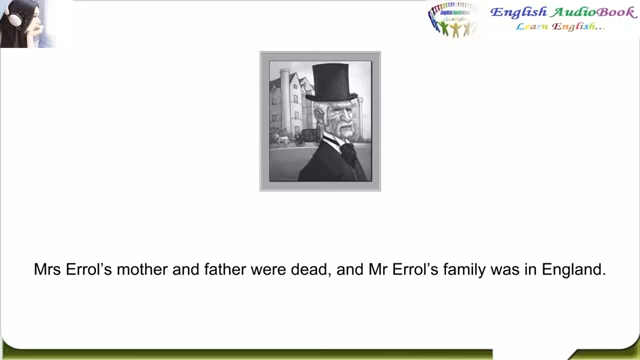 English AudioBook
Learn English...
Mrs Errol's mother and father were dead, and Mr Errol's family was in England.